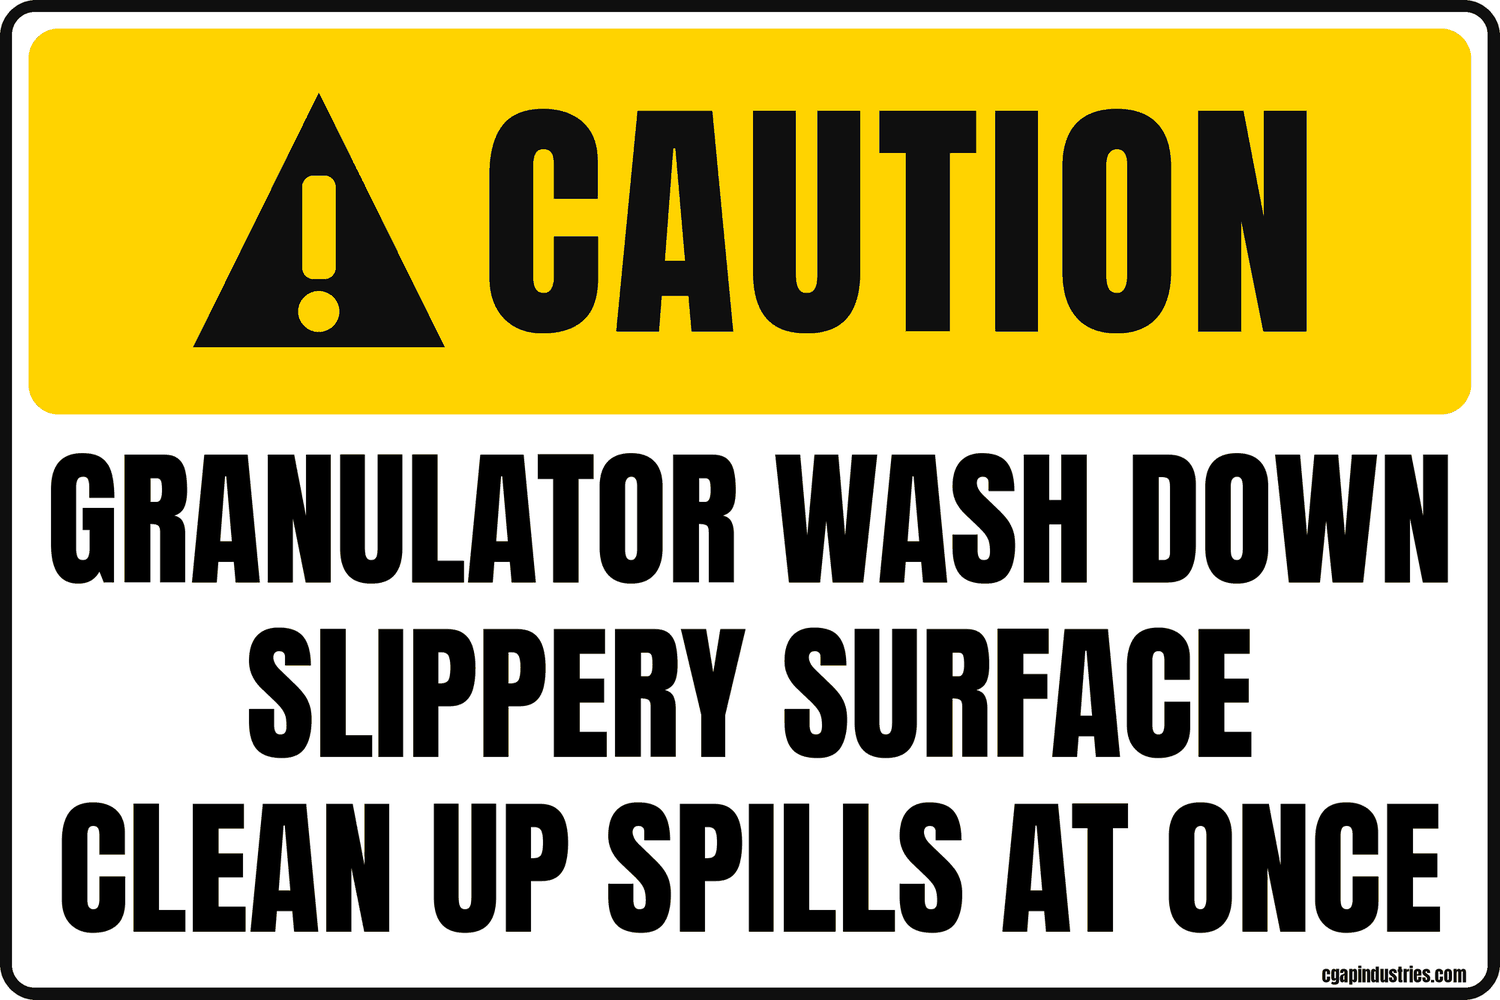 CAUTION
GRANULATOR WASH DOWN
SLIPPERY SURFACE
CLEAN UP SPILLS AT ONCE
cgapindustries.com